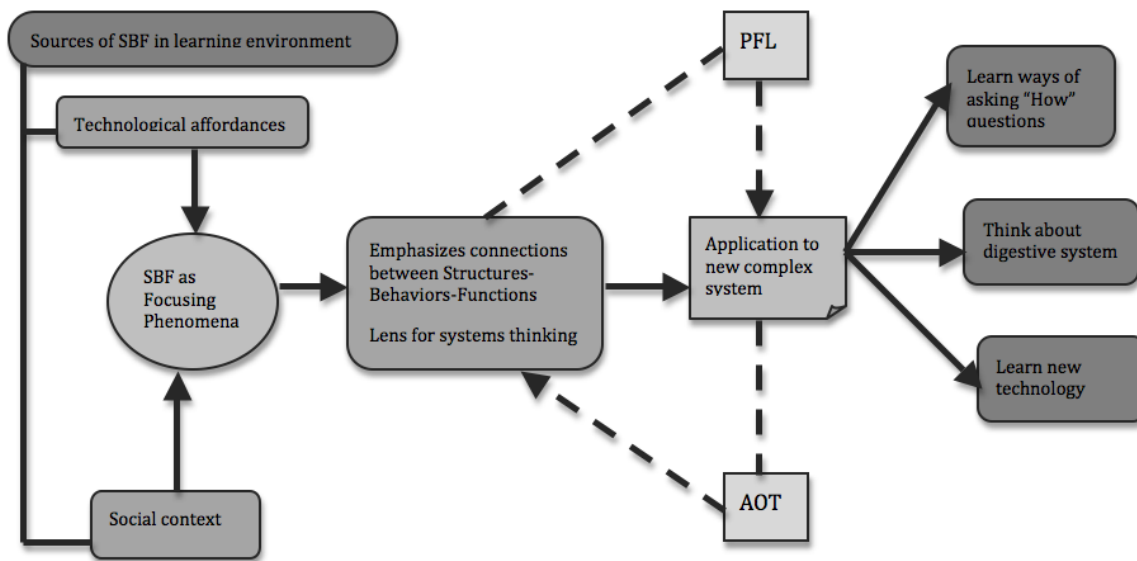 Sources of SBF in learning environment
Technological affordances
SBF as
Focusing
Phenomena
Social context
Emphasizes connections
between Structures-
Behaviors-Functions
Lens for systems thinking
PFL
Application to
new complex
system
AOT
Learn ways of
asking “How”
questions
Think about
digestive system
Learn new
technology